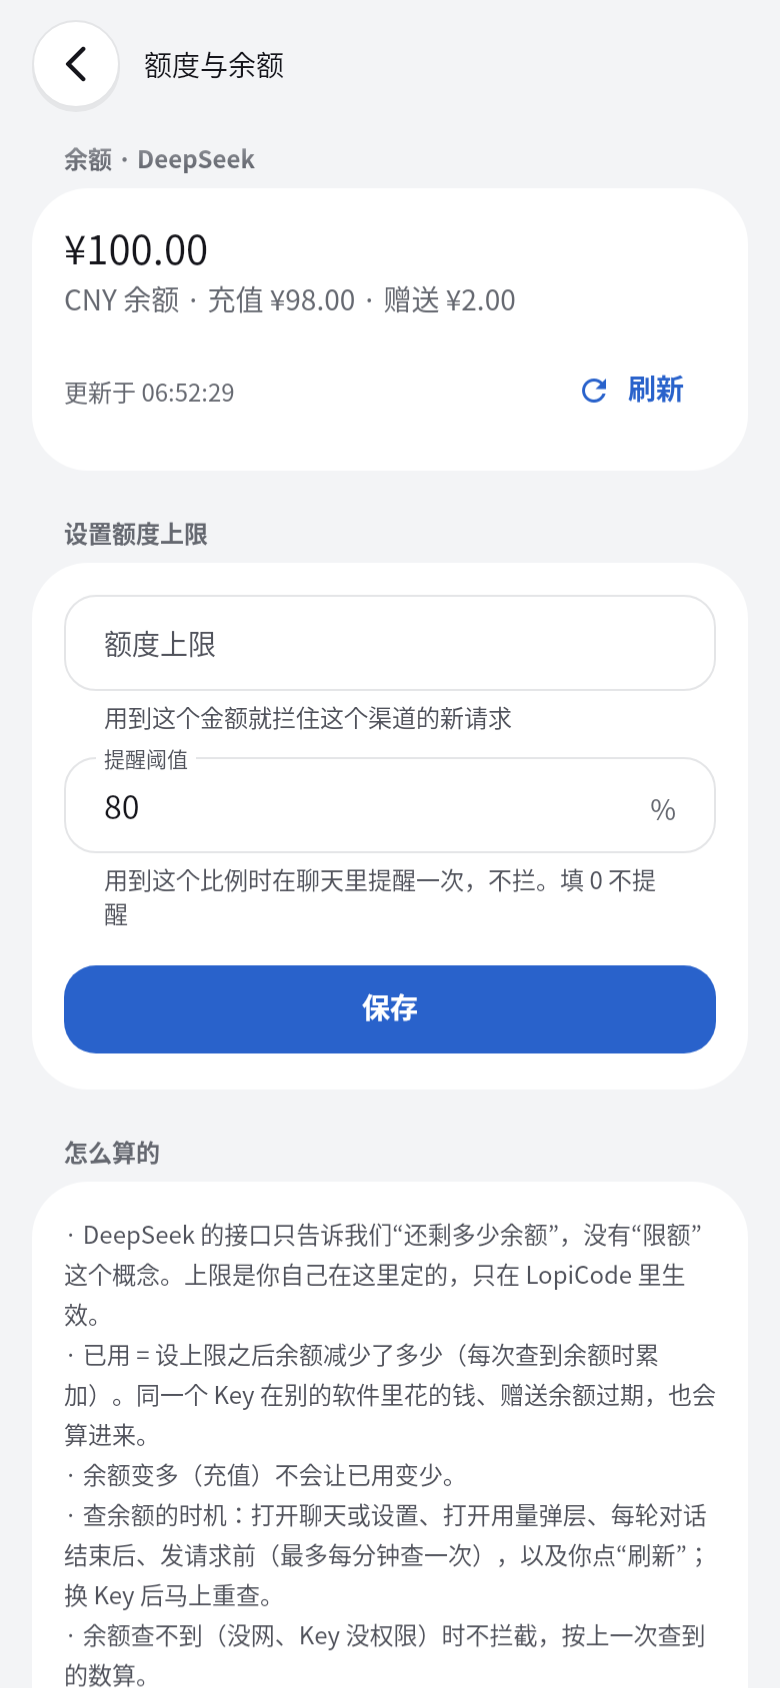 额度与余额
余额 · DeepSeek
¥100.00
CNY 余额 · 充值 ¥98.00 · 赠送 ¥2.00
更新于 06:52:29
刷新
设置额度上限
额度上限
用到这个金额就拦住这个渠道的新请求
提醒阈值
80
%
用到这个比例时在聊天里提醒一次，不拦。填 0 不提
醒
保存
怎么算的
· DeepSeek 的接口只告诉我们“还剩多少余额”，没有“限额”
这个概念。上限是你自己在这里定的，只在 LopiCode 里生
效。
· 已用 = 设上限之后余额减少了多少（每次查到余额时累
加）。同一个 Key 在别的软件里花的钱、赠送余额过期，也会
算进来。
· 余额变多（充值）不会让已用变少。
· 查余额的时机：打开聊天或设置、打开用量弹层、每轮对话
结束后、发请求前（最多每分钟查一次），以及你点“刷新”；
换 Key 后马上重查。
· 余额查不到（没网、Key 没权限）时不拦截，按上一次查到
的数算。